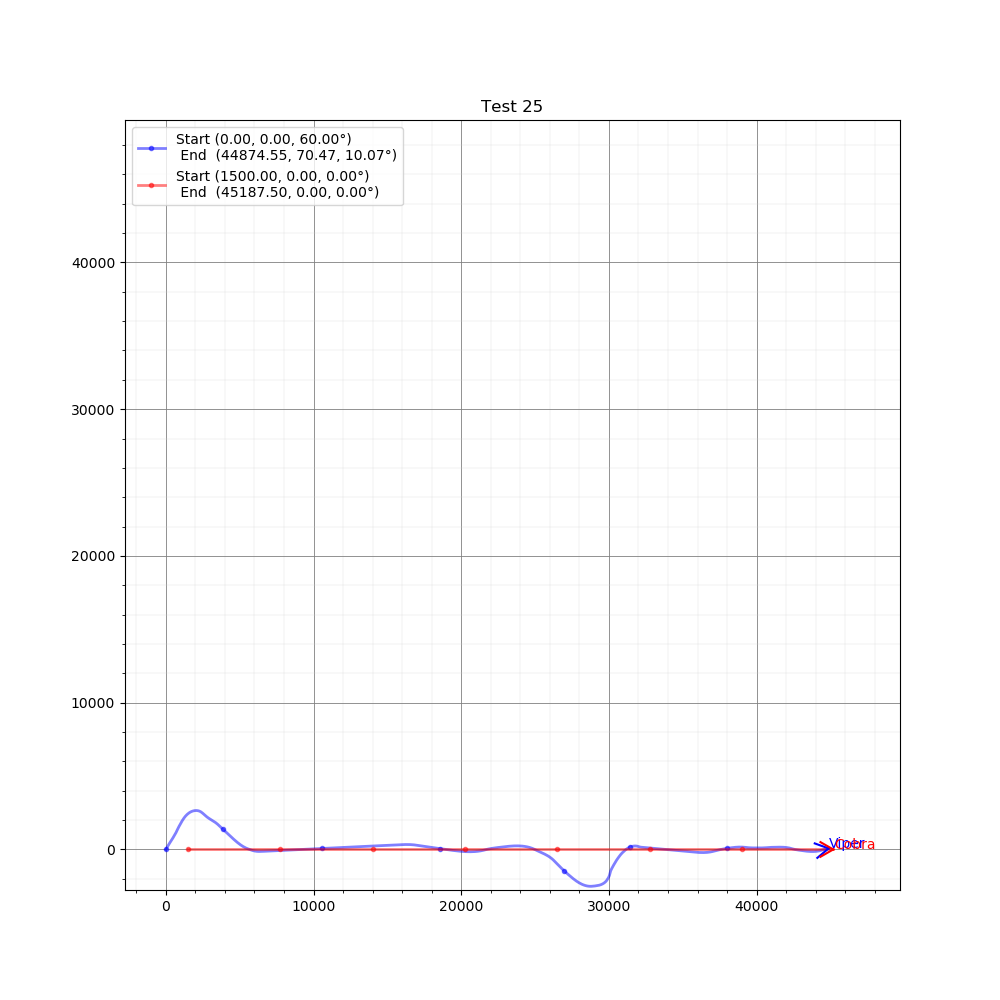 Test 25
Start (0.00, 0.00, 60.00°)
End (44874.55, 70.47, 10.07°)
Start (1500.00, 0.00, 0.00°)
End (45187.50, 0.00, 0.00°)
40000
30000
20000
10000
0
Viper
0 10000 20000 30000 40000